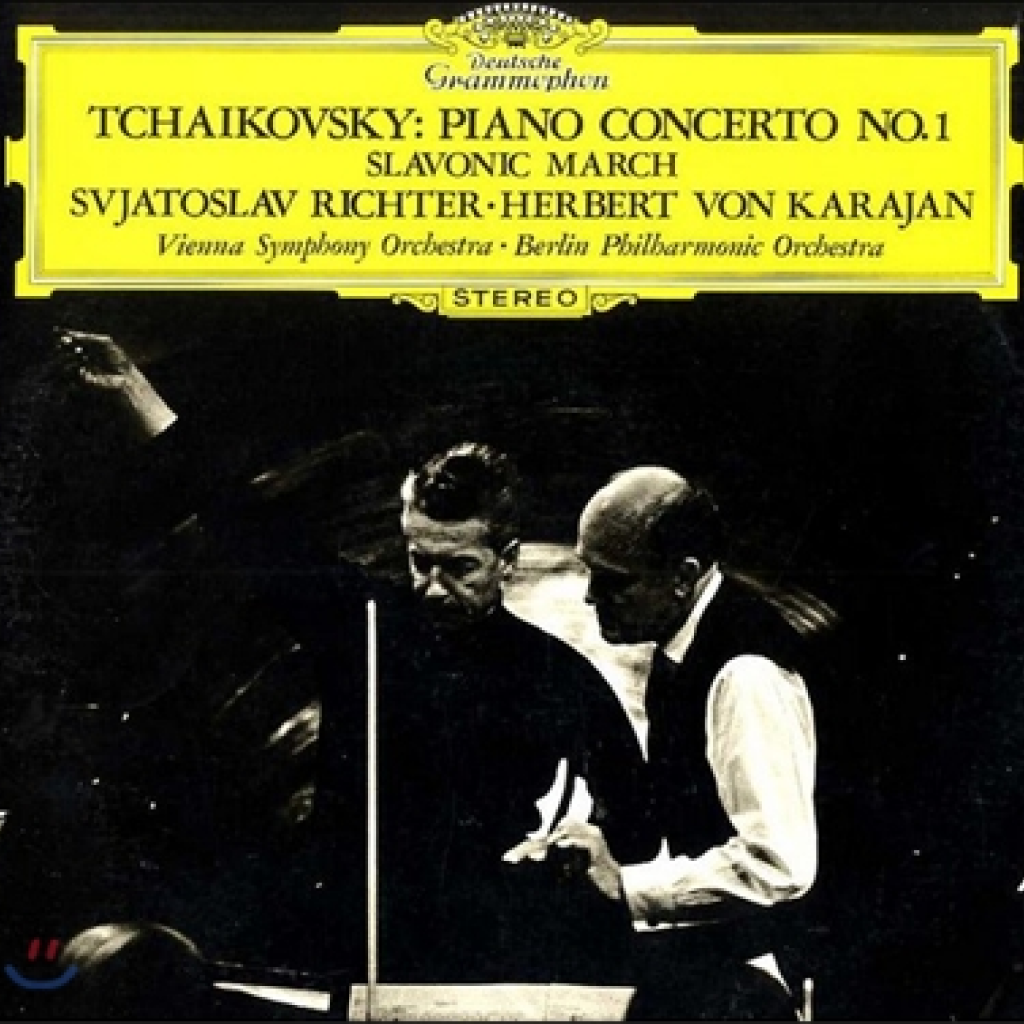 Deutsche
Grammophon
TCHAIKOVSKY: PIANO CONCERTO NO.1
SLAVONIC MARCH
SVJATOSLAV RICHTER · HERBERT VON KARAJAN
Vienna Symphony Orchestra · Berlin Philharmonic Orchestra
STEREO